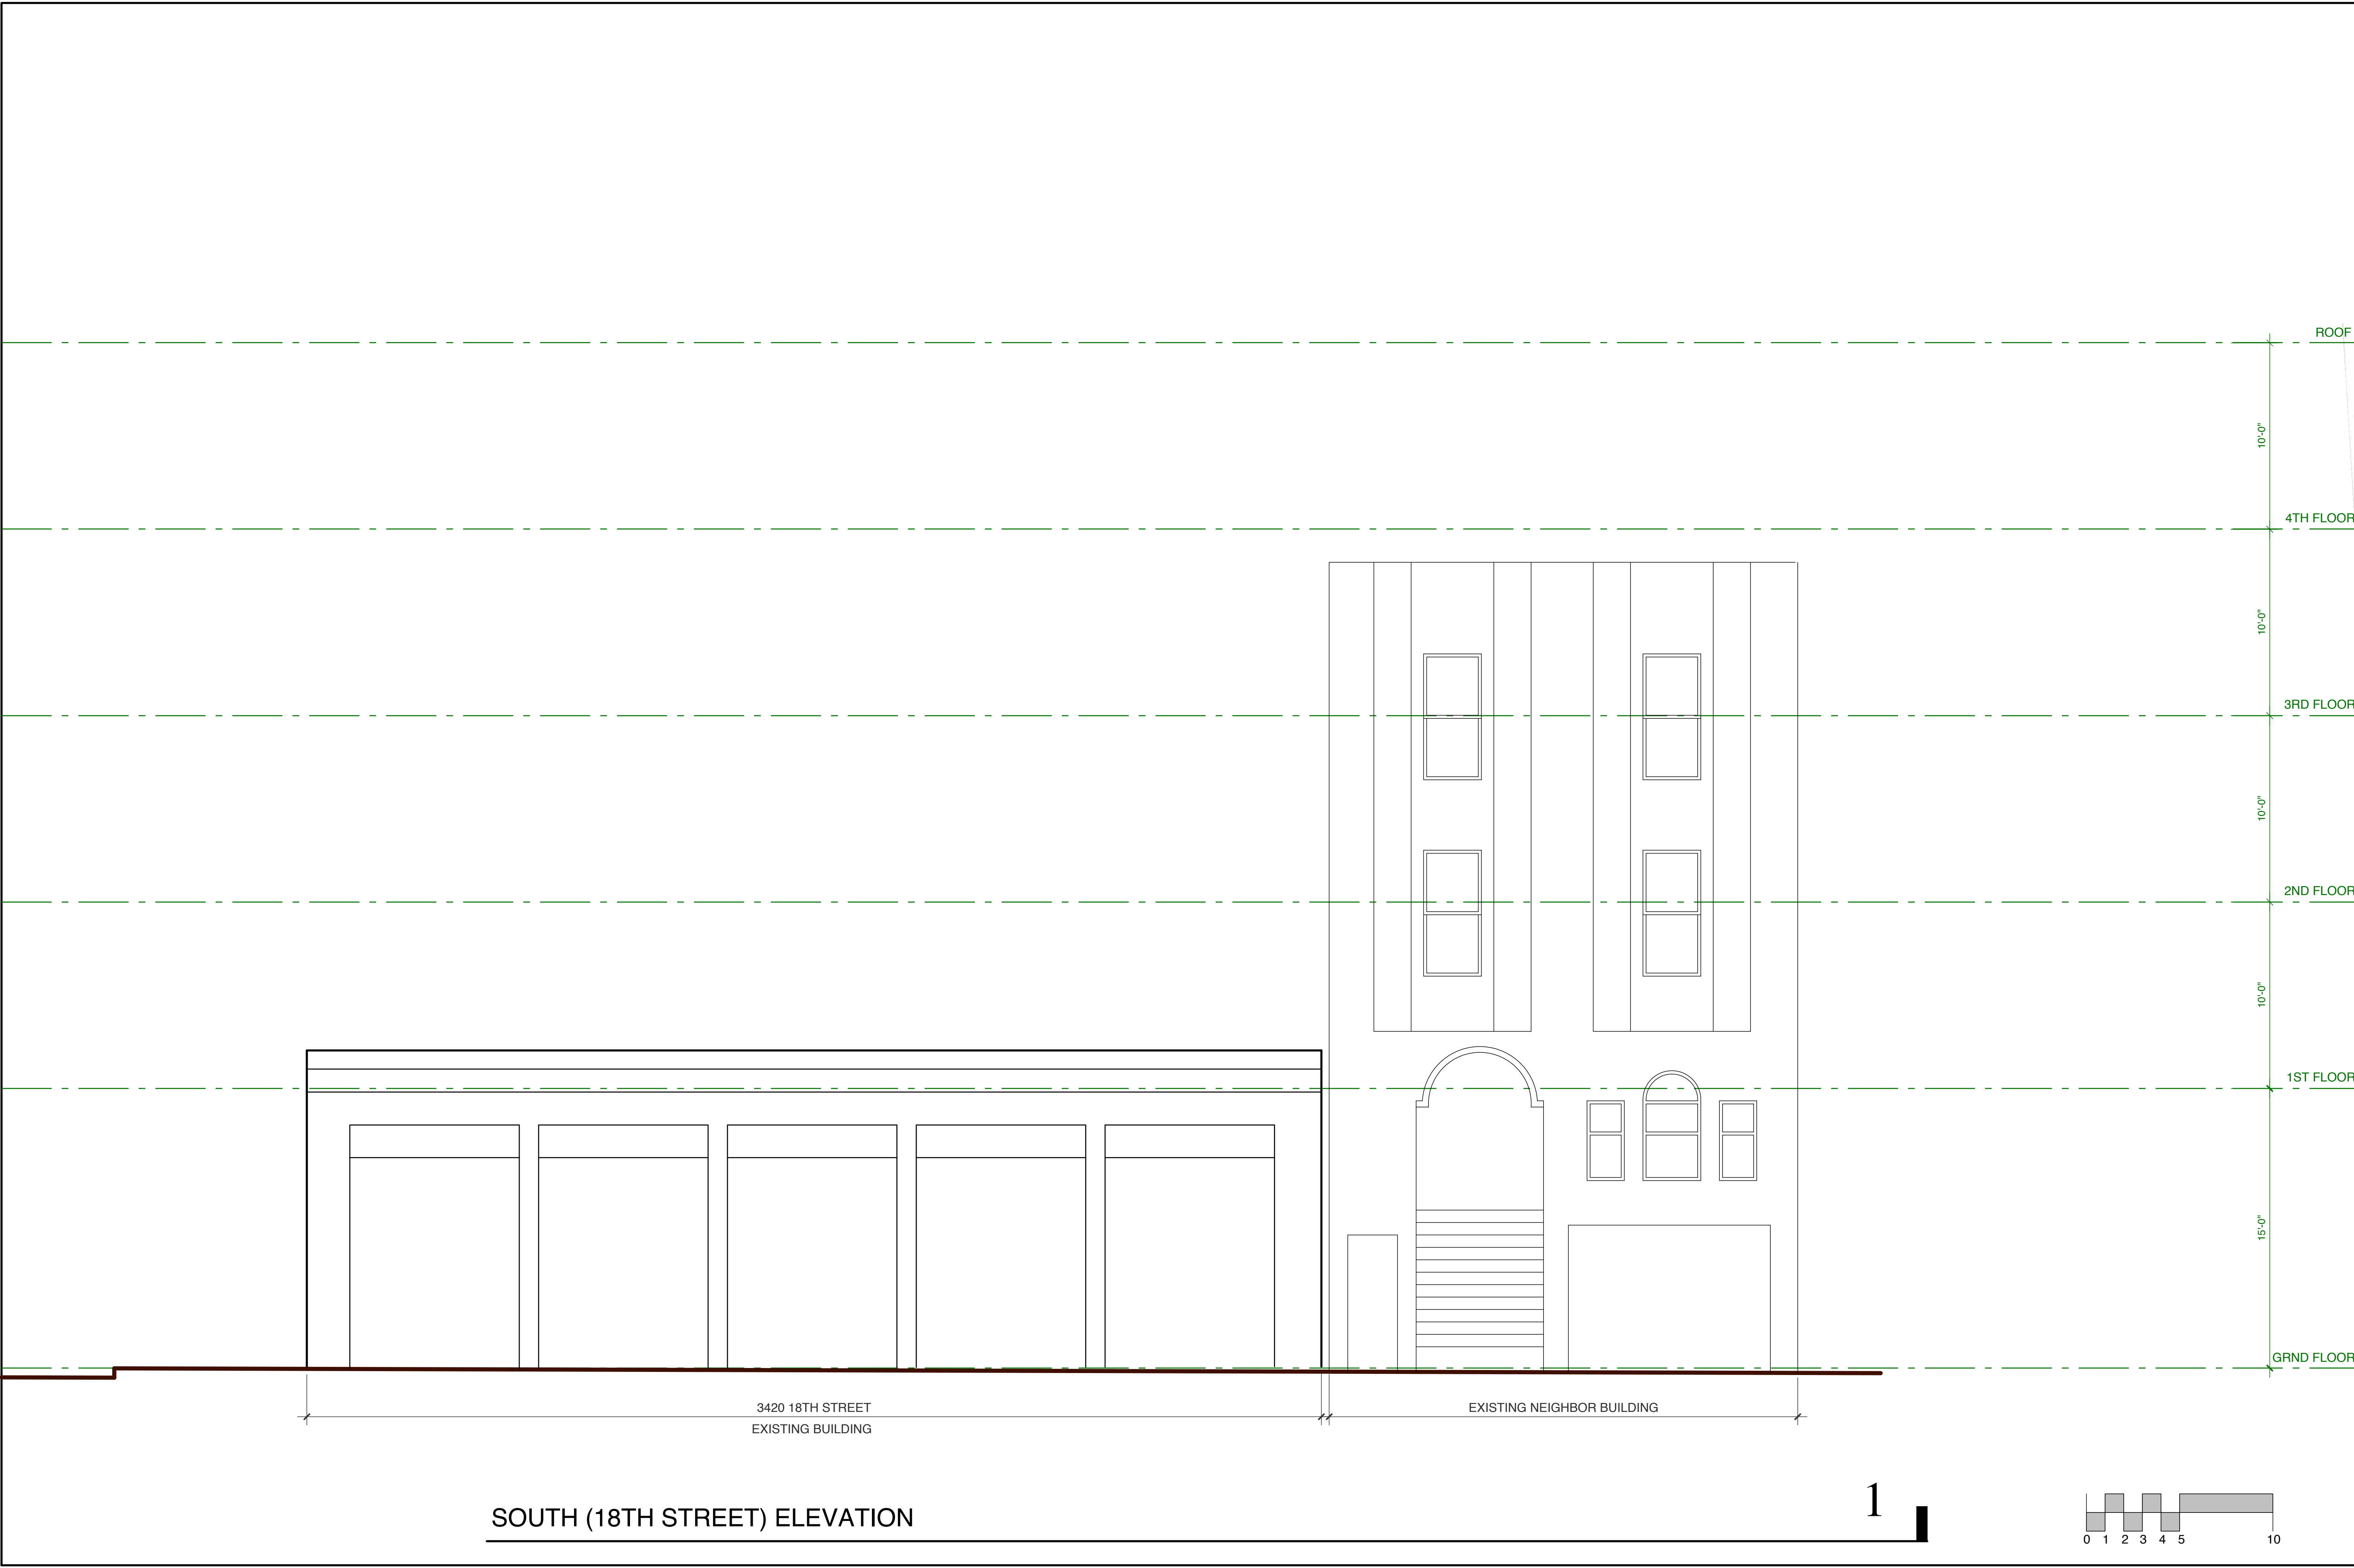 ROOF
10'-0"
4TH FLOOR
10'-0"
3RD FLOOR
10'-0"
2ND FLOOR
10'-0"
1ST FLOOR
15'-0"
GRND FLOOR
3420 18TH STREET
EXISTING BUILDING
EXISTING NEIGHBOR BUILDING
SOUTH (18TH STREET) ELEVATION
1
0 1 2 3 4 5 10